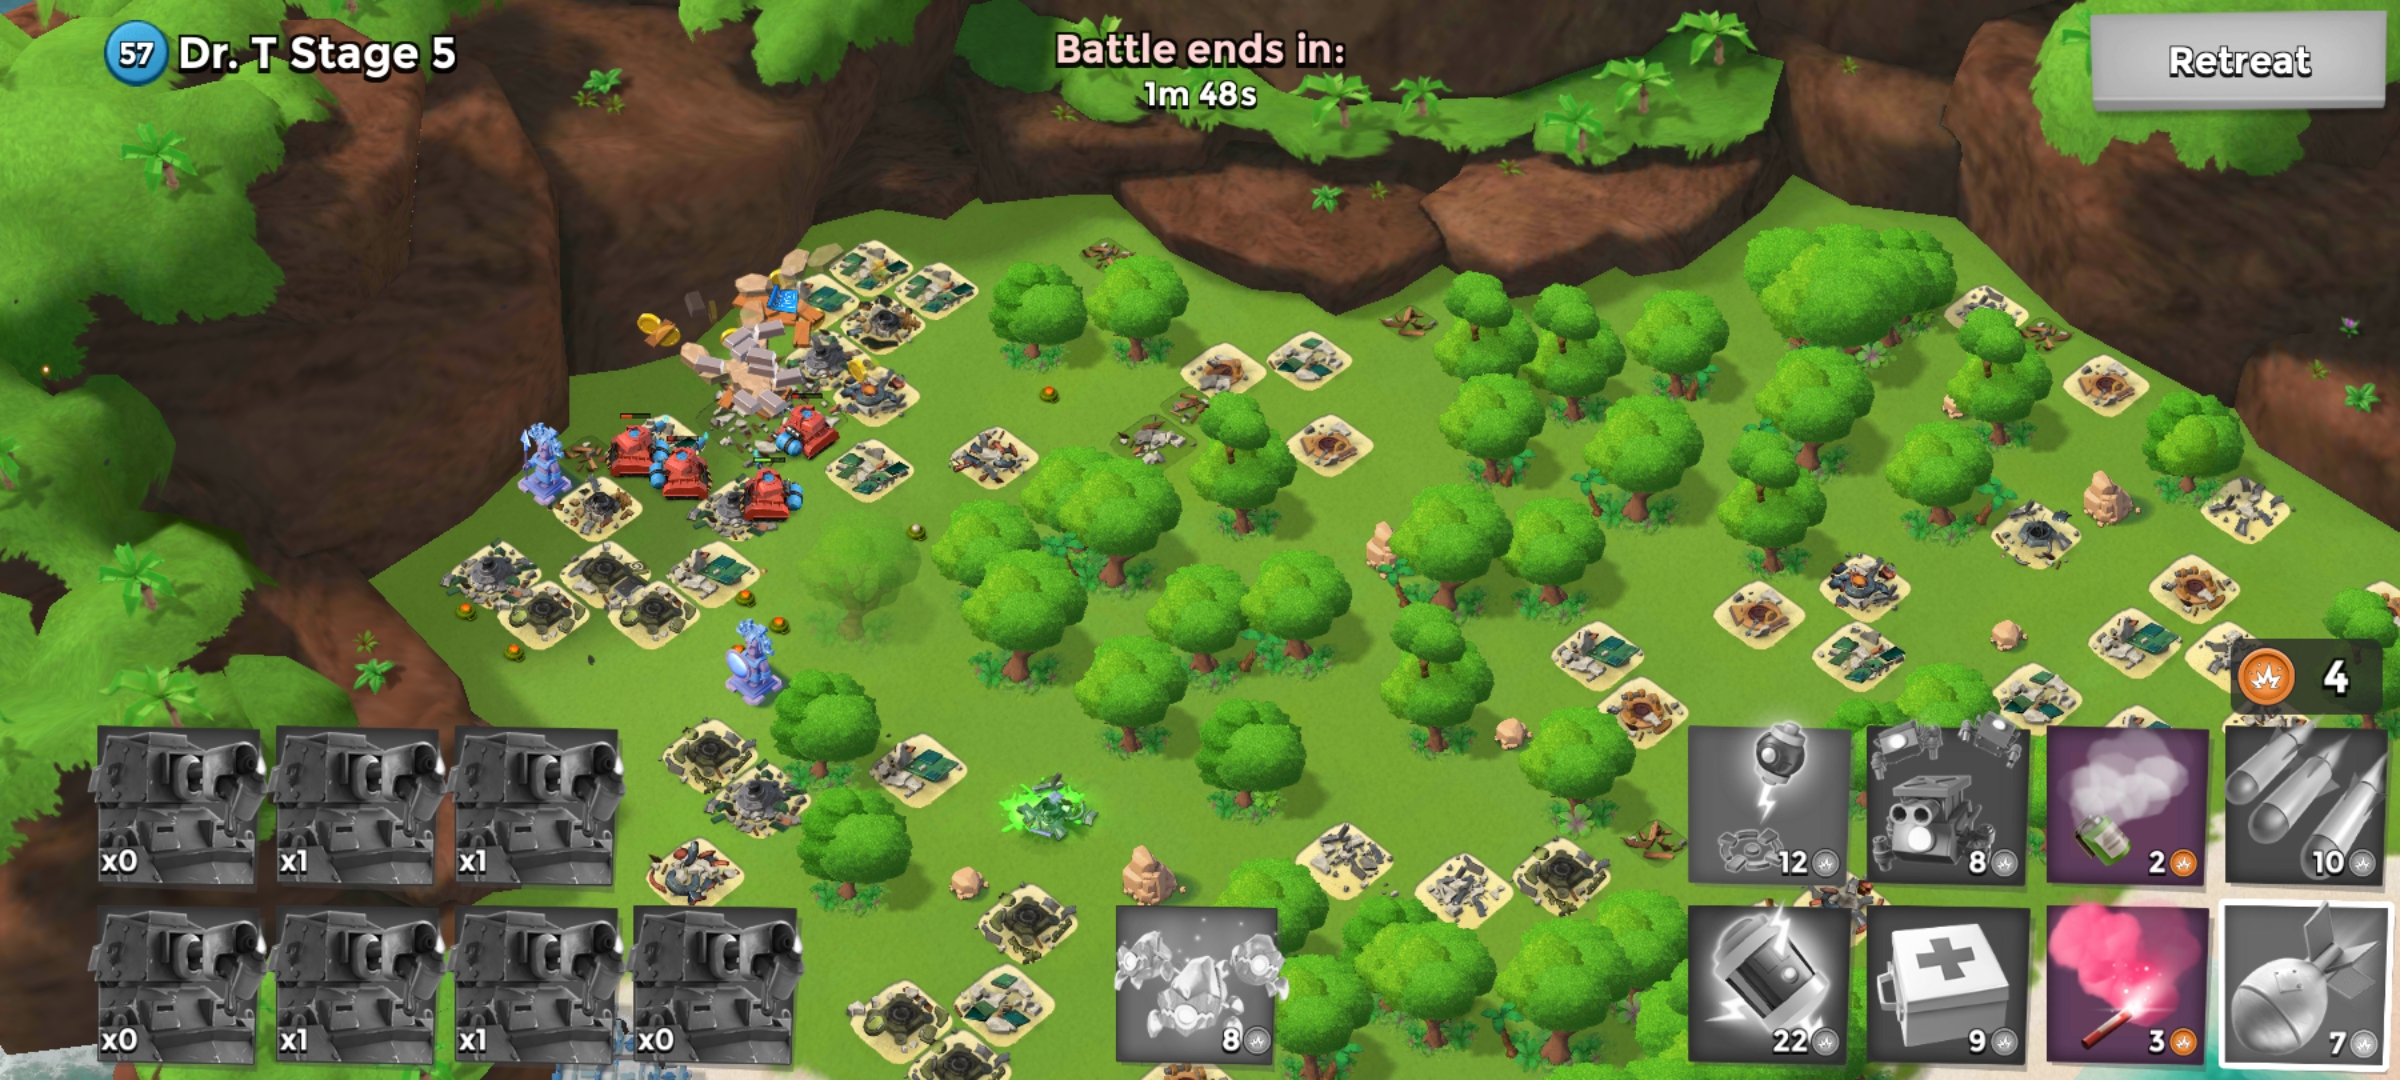 57 Dr. T Stage 5
Battle ends in:
1m 48s
Retreat
4
x0 x1 x1
12 8 2 10
x0 x1 x1 x0
8
22 9 3 7